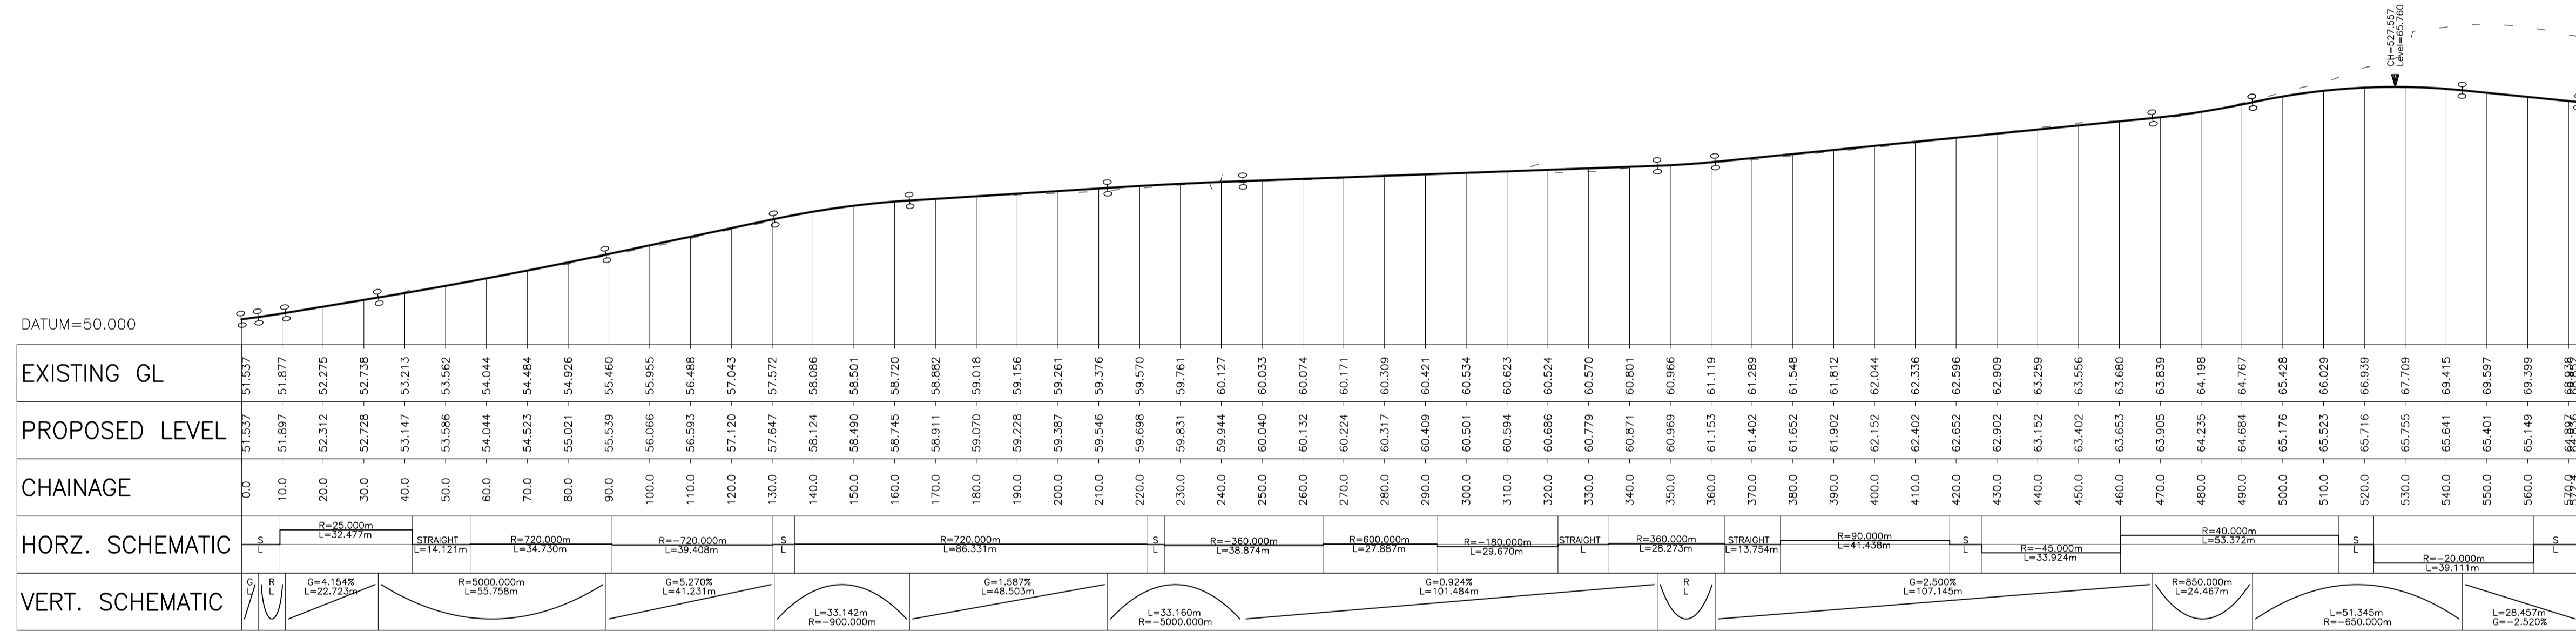 CH=527.557
Level=65.760
DATUM=50.000
EXISTING GL 51.537 51.877 52.275 52.738 53.213 53.562 54.044 54.484 54.926 55.460 55.955 56.488 57.043 57.572 58.086 58.501 58.720 58.882 59.018 59.156 59.261 59.376 59.570 59.761 60.127 60.033 60.074 60.171 60.309 60.421 60.534 60.623 60.524 60.570 60.801 60.966 61.119 61.289 61.548 61.812 62.044 62.336 62.596 62.909 63.259 63.556 63.680 63.839 64.198 64.767 65.428 66.029 66.939 67.709 69.415 69.597 69.399
PROPOSED LEVEL 51.537 51.897 52.312 52.728 53.147 53.586 54.044 54.523 55.021 55.539 56.066 56.593 57.120 57.647 58.124 58.490 58.745 58.911 59.070 59.228 59.387 59.546 59.698 59.831 59.944 60.040 60.132 60.224 60.317 60.409 60.501 60.594 60.686 60.779 60.871 60.969 61.153 61.402 61.652 61.902 62.152 62.402 62.652 62.902 63.152 63.402 63.653 63.905 64.235 64.684 65.176 65.523 65.716 65.755 65.641 65.401 65.149
CHAINAGE 0.0 10.0 20.0 30.0 40.0 50.0 60.0 70.0 80.0 90.0 100.0 110.0 120.0 130.0 140.0 150.0 160.0 170.0 180.0 190.0 200.0 210.0 220.0 230.0 240.0 250.0 260.0 270.0 280.0 290.0 300.0 310.0 320.0 330.0 340.0 350.0 360.0 370.0 380.0 390.0 400.0 410.0 420.0 430.0 440.0 450.0 460.0 470.0 480.0 490.0 500.0 510.0 520.0 530.0 540.0 550.0 560.0 570.0
HORZ. SCHEMATIC
S
L
R=25.000m
L=32.477m
STRAIGHT
L=14.121m
R=720.000m
L=34.730m
R=-720.000m
L=39.408m
S
L
R=720.000m
L=86.331m
S
L
R=-360.000m
L=38.874m
R=600.000m
L=27.887m
R=-180.000m
L=29.670m
STRAIGHT
L
R=360.000m
L=28.273m
STRAIGHT
L=13.754m
R=90.000m
L=41.438m
S
L
R=-45.000m
L=33.924m
R=40.000m
L=53.372m
S
L
R=-20.000m
L=39.111m
S
L
VERT. SCHEMATIC
G
L
R
L
G=4.154%
L=22.723m
R=5000.000m
L=55.758m
G=5.270%
L=41.231m
L=33.142m
R=-900.000m
G=1.587%
L=48.503m
L=33.160m
R=-5000.000m
G=0.924%
L=101.484m
R
L
G=2.500%
L=107.145m
R=850.000m
L=24.467m
L=51.345m
R=-650.000m
L=28.457m
G=-2.520%